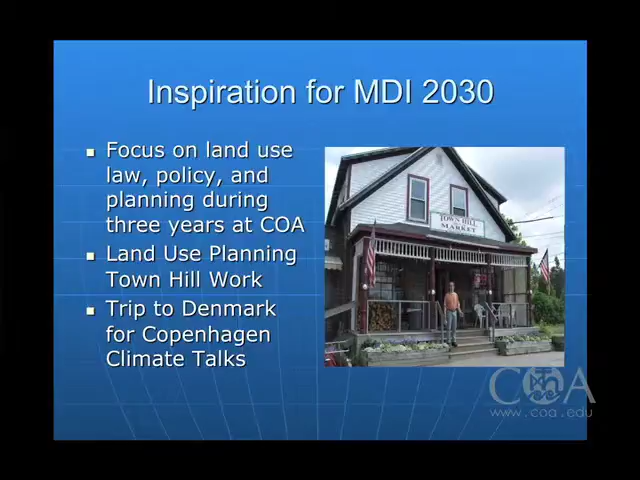 Inspiration for MDI 2030
Focus on land use
law, policy, and
planning during
three years at COA
Land Use Planning
Town Hill Work
Trip to Denmark
for Copenhagen
Climate Talks
TOWN HILL
MARKET
COA
www.coa.edu